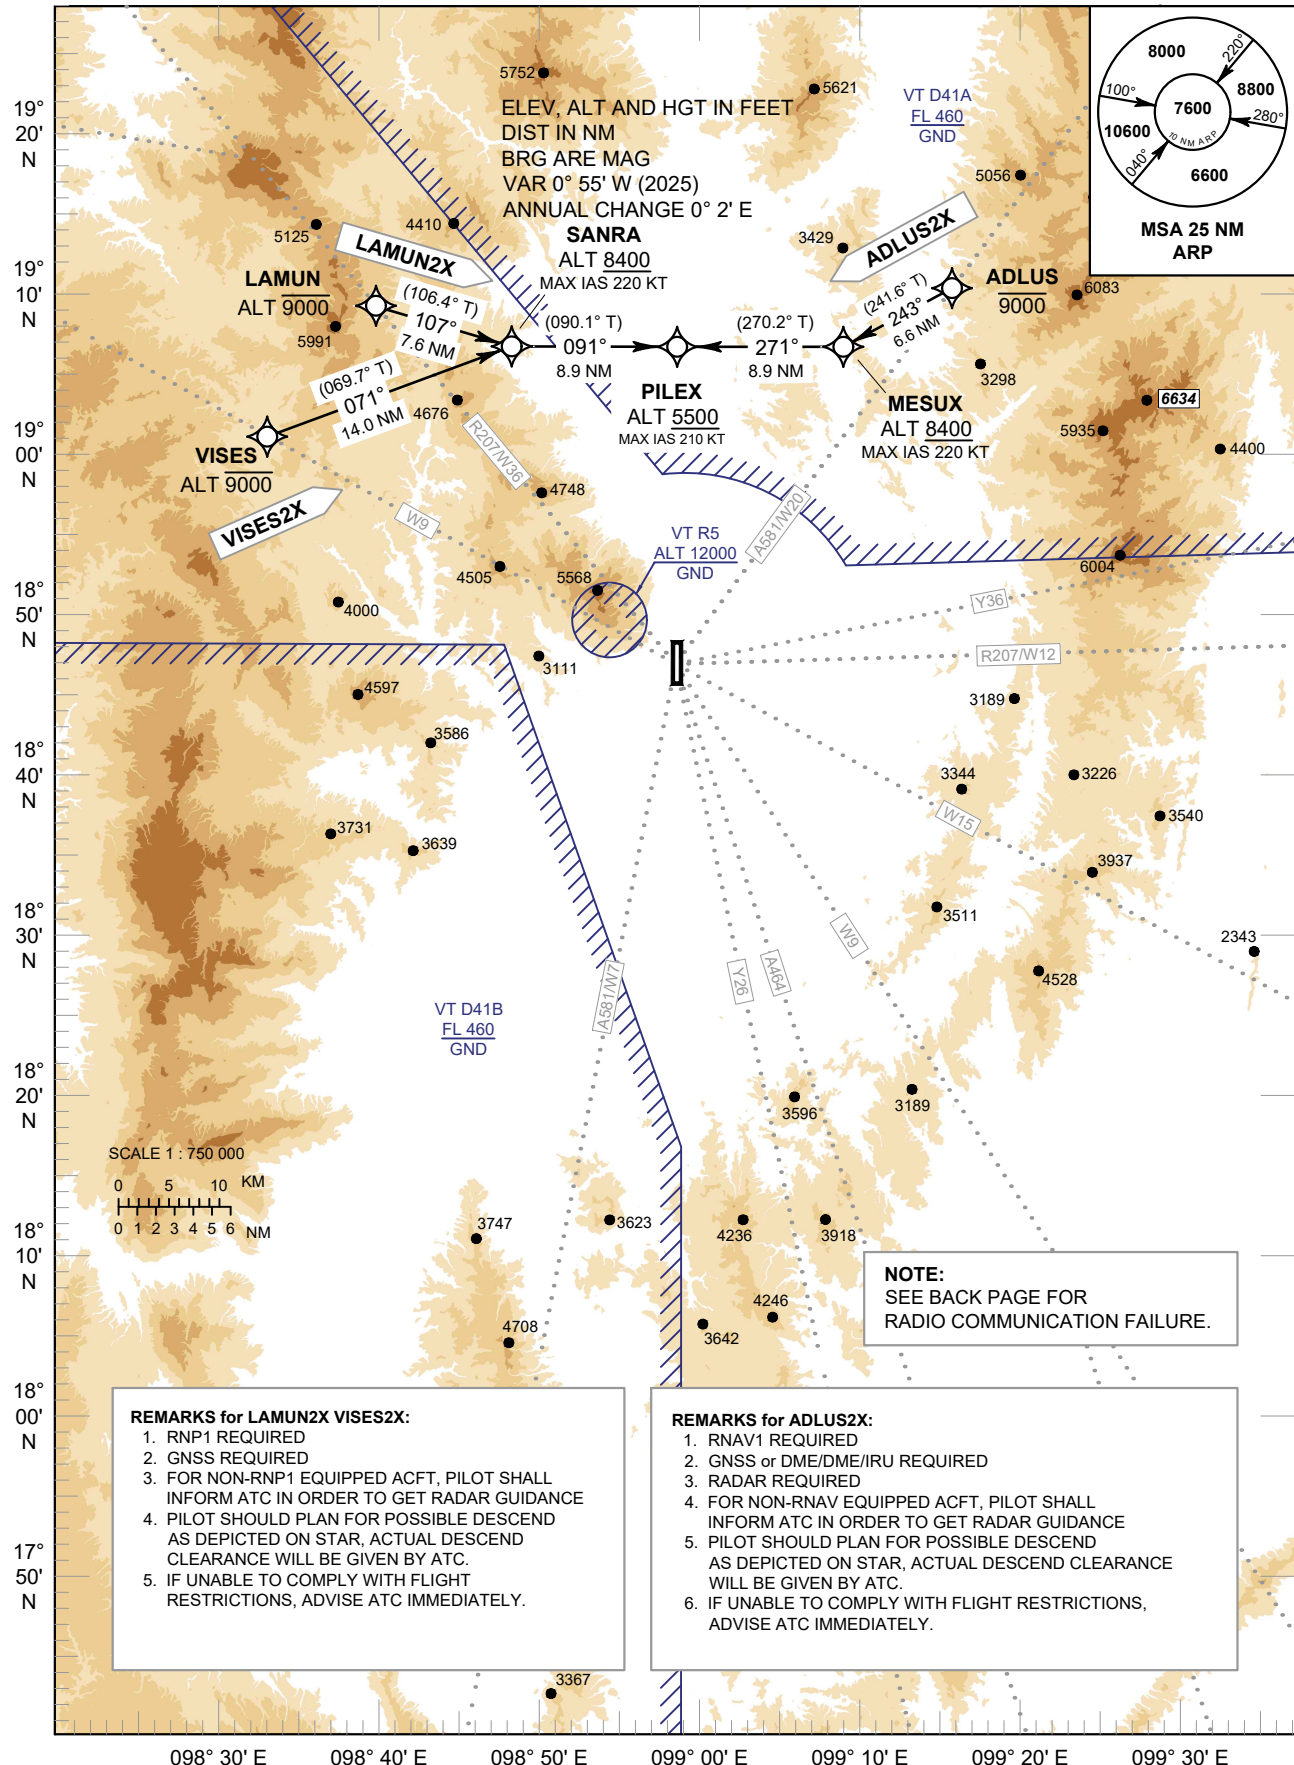 5752
ELEV, ALT AND HGT IN FEET
DIST IN NM
BRG ARE MAG
VAR 0° 55' W (2025)
ANNUAL CHANGE 0° 2' E
5621
VT D41A
FL 460
GND
5056
8000
220°
8800
280°
100°
7600
10 NM ARP
10600
040°
6600
MSA 25 NM
ARP
5125
4410
3429
6083
LAMUN2X
ADLUS2X
SANRA
ALT 8400
MAX IAS 220 KT
LAMUN
ALT 9000
ADLUS
9000
5991
(106.4° T)
107°
7.6 NM
(090.1° T)
091°
8.9 NM
(270.2° T)
271°
8.9 NM
(241.6° T)
243°
6.6 NM
(069.7° T)
071°
14.0 NM
PILEX
ALT 5500
MAX IAS 210 KT
MESUX
ALT 8400
MAX IAS 220 KT
3298
6634
5935
4400
4676
VISES
ALT 9000
VISES2X
R207/W36
W9
4748
A581/W20
VT R5
ALT 12000
GND
4505
5568
4000
6004
Y36
R207/W12
3111
4597
3586
3189
3344
3226
W15
3540
3731
3639
3937
3511
W9
2343
4528
A464
Y26
A581/W7
VT D41B
FL 460
GND
3596
3189
SCALE 1 : 750 000
0 5 10 KM
0 1 2 3 4 5 6 NM
3747
3623
4236
3918
4246
3642
4708
NOTE:
SEE BACK PAGE FOR
RADIO COMMUNICATION FAILURE.
REMARKS for LAMUN2X VISES2X:
1. RNP1 REQUIRED
2. GNSS REQUIRED
3. FOR NON-RNP1 EQUIPPED ACFT, PILOT SHALL
INFORM ATC IN ORDER TO GET RADAR GUIDANCE
4. PILOT SHOULD PLAN FOR POSSIBLE DESCEND
AS DEPICTED ON STAR, ACTUAL DESCEND
CLEARANCE WILL BE GIVEN BY ATC.
5. IF UNABLE TO COMPLY WITH FLIGHT
RESTRICTIONS, ADVISE ATC IMMEDIATELY.
REMARKS for ADLUS2X:
1. RNAV1 REQUIRED
2. GNSS or DME/DME/IRU REQUIRED
3. RADAR REQUIRED
4. FOR NON-RNAV EQUIPPED ACFT, PILOT SHALL
INFORM ATC IN ORDER TO GET RADAR GUIDANCE
5. PILOT SHOULD PLAN FOR POSSIBLE DESCEND
AS DEPICTED ON STAR, ACTUAL DESCEND CLEARANCE
WILL BE GIVEN BY ATC.
6. IF UNABLE TO COMPLY WITH FLIGHT RESTRICTIONS,
ADVISE ATC IMMEDIATELY.
3367
19°
20'
N
19°
10'
N
19°
00'
N
18°
50'
N
18°
40'
N
18°
30'
N
18°
20'
N
18°
10'
N
18°
00'
N
17°
50'
N
098° 30' E
098° 40' E
098° 50' E
099° 00' E
099° 10' E
099° 20' E
099° 30' E